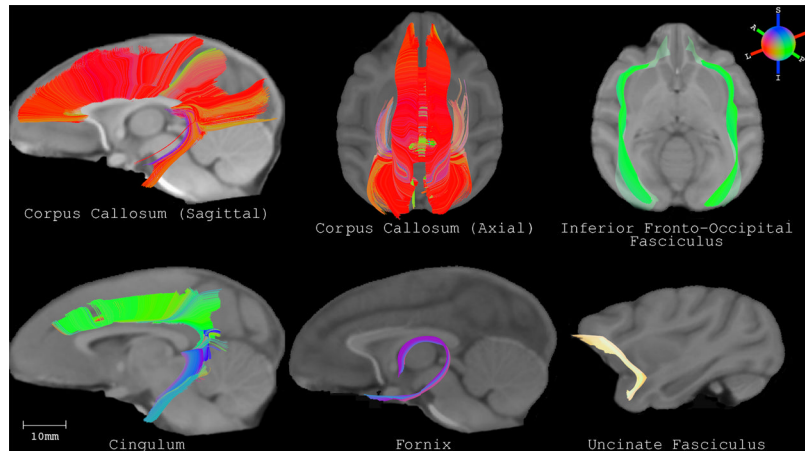 S
A
L
P
I
Corpus Callosum (Sagittal)
Corpus Callosum (Axial)
Inferior Fronto-Occipital
Fasciculus
10mm
Cingulum
Fornix
Uncinate Fasciculus